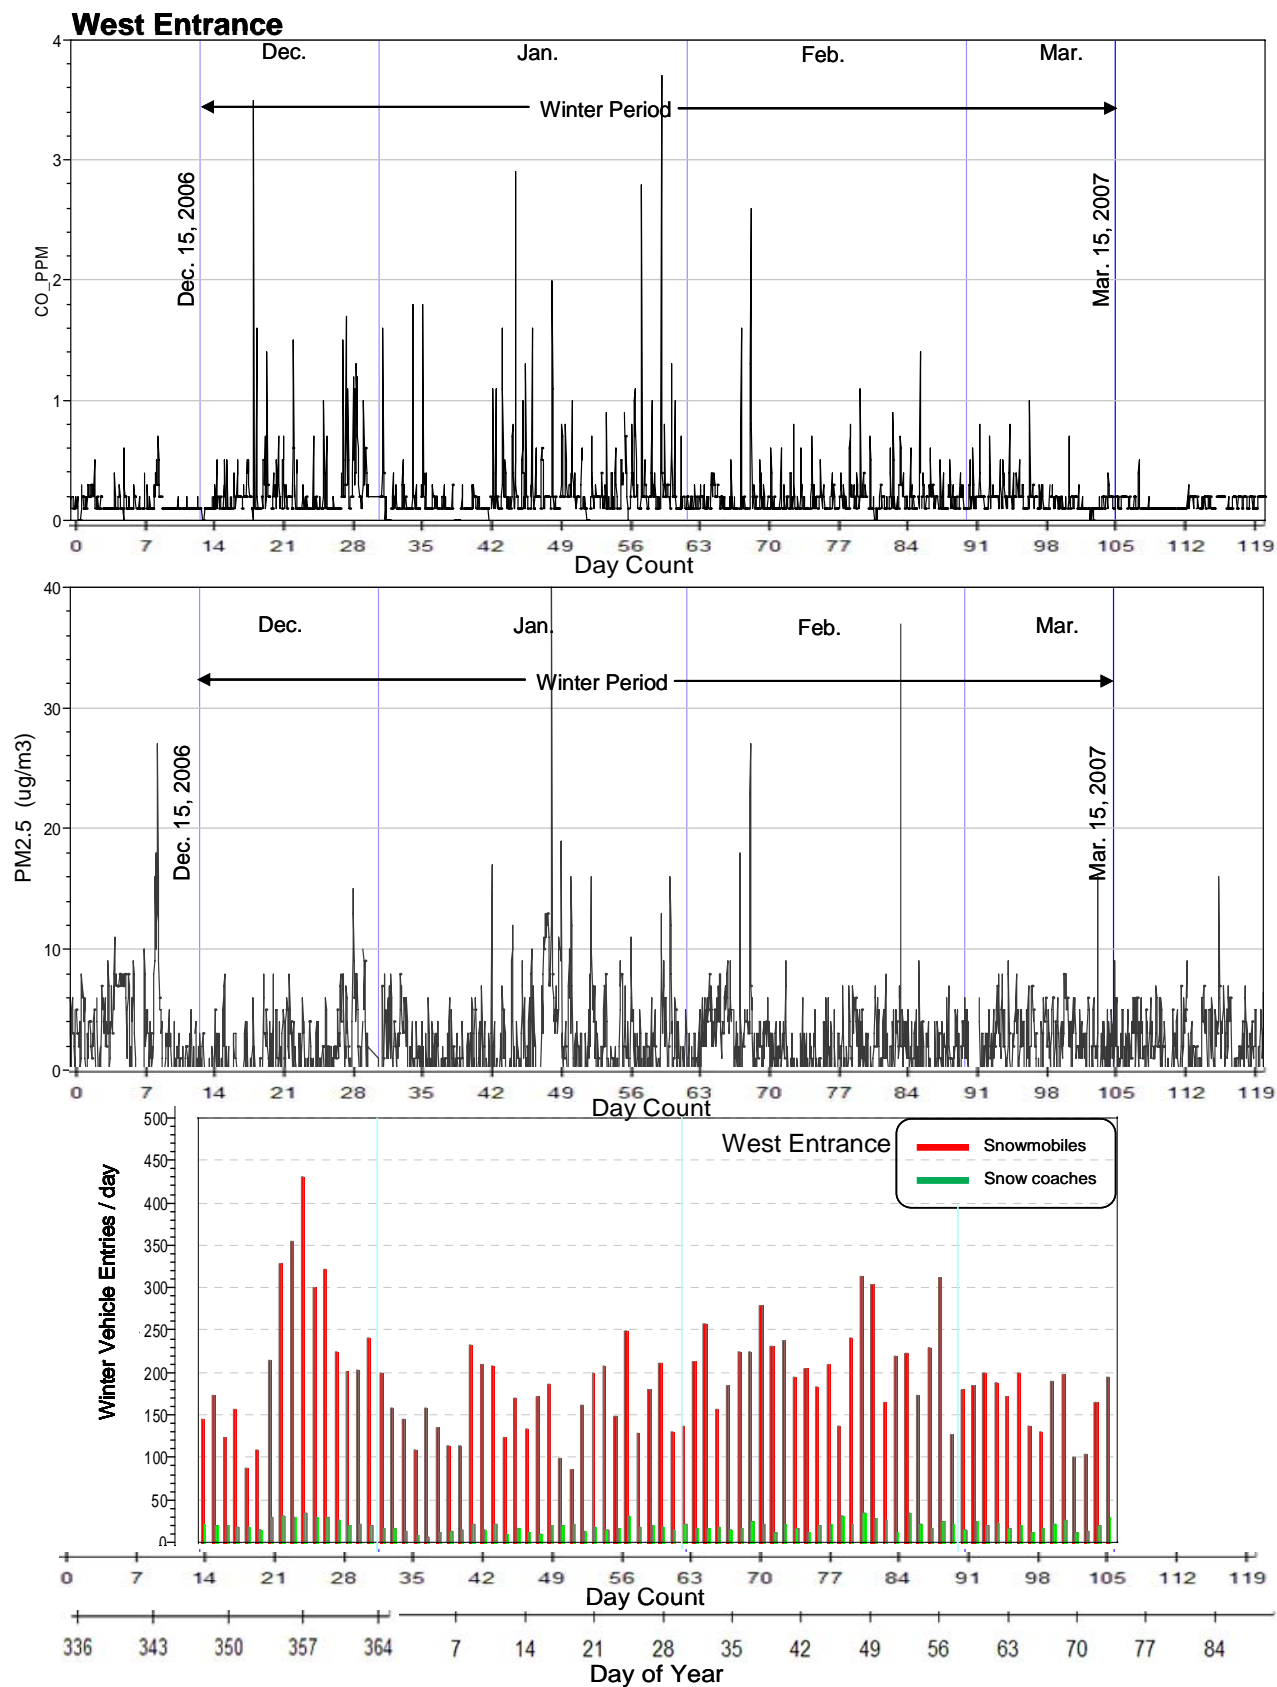 West Entrance
4
3
2
1
0
CO_PPM
Dec.
Jan.
Feb.
Mar.
Winter Period
Dec. 15, 2006
Mar. 15, 2007
0 7 14 21 28 35 42 49 56 63 70 77 84 91 98 105 112 119
Day Count
40
30
20
10
0
PM2.5 (ug/m3)
Dec.
Jan.
Feb.
Mar.
Winter Period
Dec. 15, 2006
Mar. 15, 2007
0 7 14 21 28 35 42 49 56 63 70 77 84 91 98 105 112 119
Day Count
500
450
400
350
300
250
200
150
100
50
0
Winter Vehicle Entries / day
West Entrance
Snowmobiles
Snow coaches
0 7 14 21 28 35 42 49 56 63 70 77 84 91 98 105 112 119
Day Count
336 343 350 357 364 7 14 21 28 35 42 49 56 63 70 77 84
Day of Year